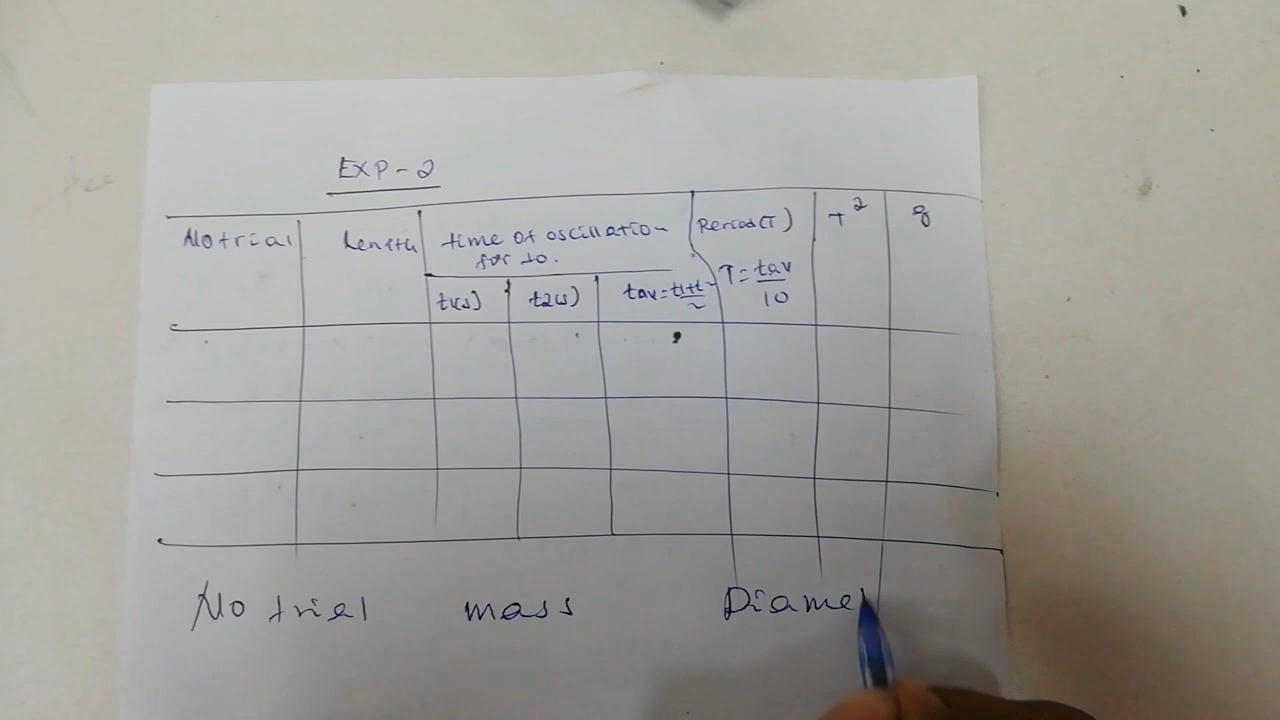 EXP-2
No trial Length time of oscillation Period(T) T² g
for 10.
t1(s) t2(s) tav=t1+t2/2 T=tav/10
No trial mass Diamet